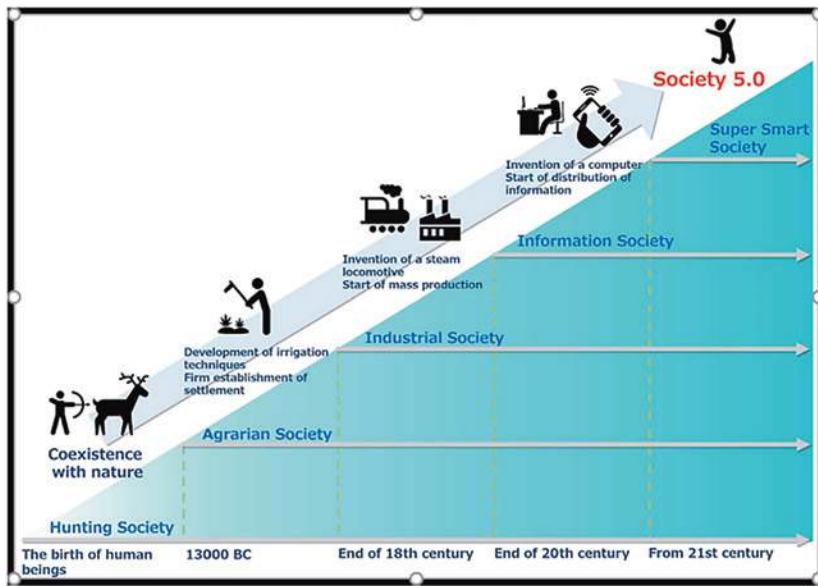 Society 5.0
Super Smart
Society
Invention of a computer
Start of distribution of
information
Information Society
Invention of a steam
locomotive
Start of mass production
Industrial Society
Development of irrigation
techniques
Firm establishment of
settlement
Agrarian Society
Coexistence
with nature
Hunting Society
The birth of human
beings
13000 BC
End of 18th century
End of 20th century
From 21st century